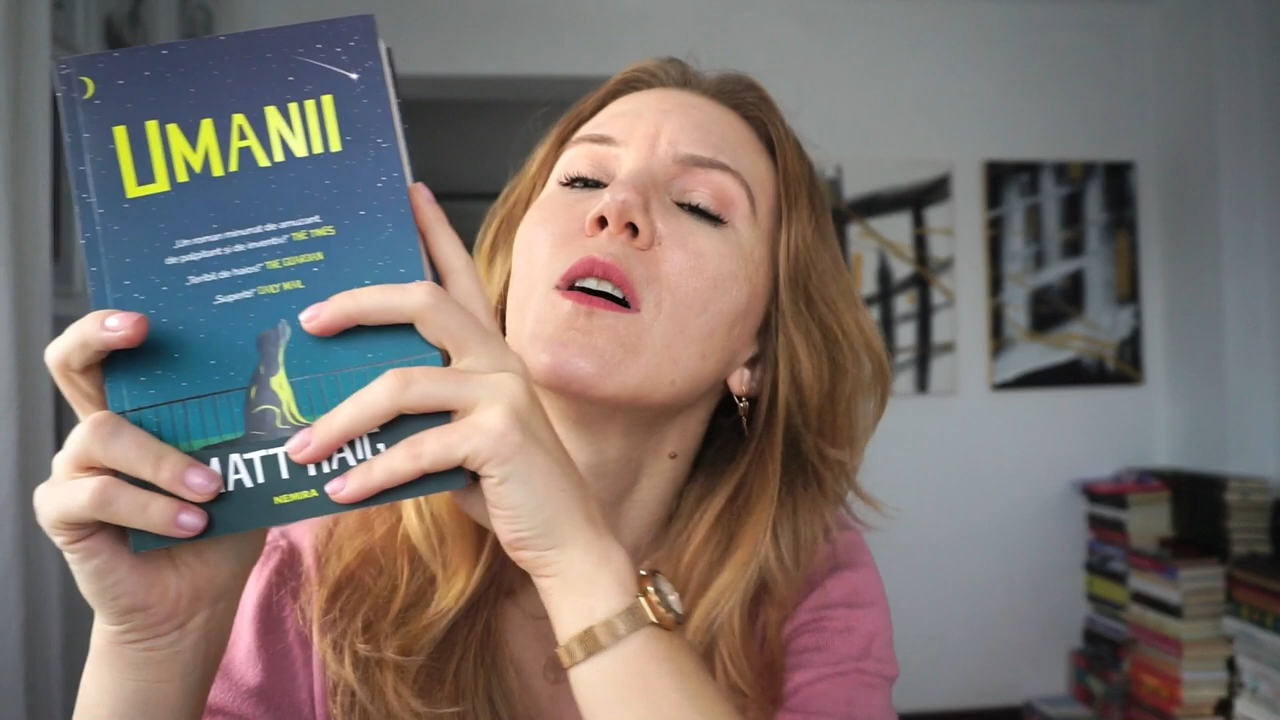 UMANII
„Un roman minunat de amuzant,
de palpitant și de inventiv.” THE TIMES
„Teribil de haios” THE GUARDIAN
„Superb” DAILY MAIL
MATT HAIG
NEMIRA